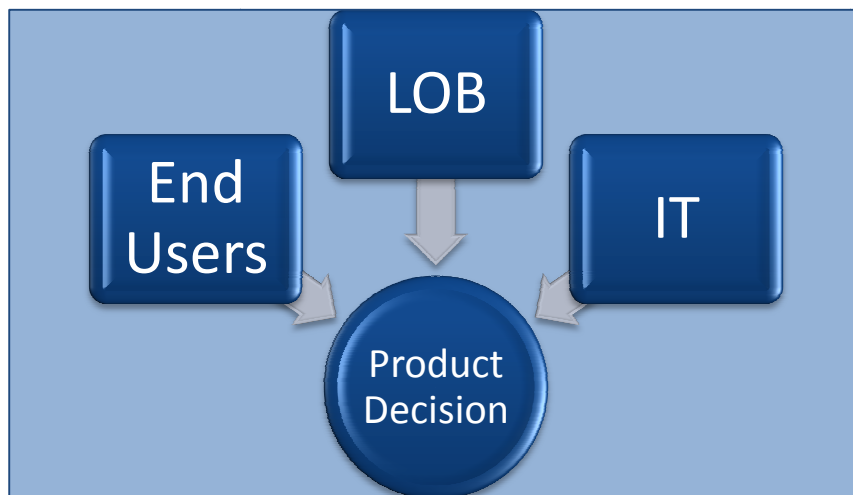 LOB
End
Users
IT
Product
Decision